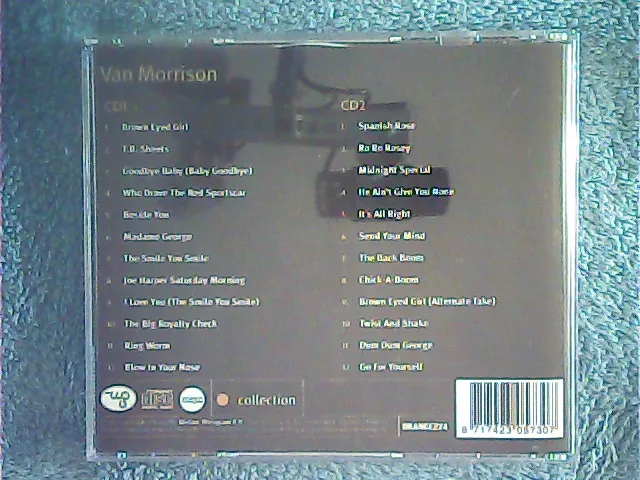 Van Morrison
CD1
1 Brown Eyed Girl
2 T.B. Sheets
3 Goodbye Baby (Baby Goodbye)
4 Who Drove The Red Sportscar
5 Beside You
6 Madame George
7 The Smile You Smile
8 Joe Harper Saturday Morning
9 I Love You (The Smile You Smile)
10 The Big Royalty Check
11 Ring Worm
12 Blow In Your Nose
CD2
1 Spanish Rose
2 Ro Ro Rosey
3 Midnight Special
4 He Ain't Give You None
5 It's All Right
6 Send Your Mind
7 The Back Room
8 Chick-A-Boom
9 Brown Eyed Girl (Alternate Take)
10 Twist And Shake
11 Dum Dum George
12 Go For Yourself
collection
8 717423 057307